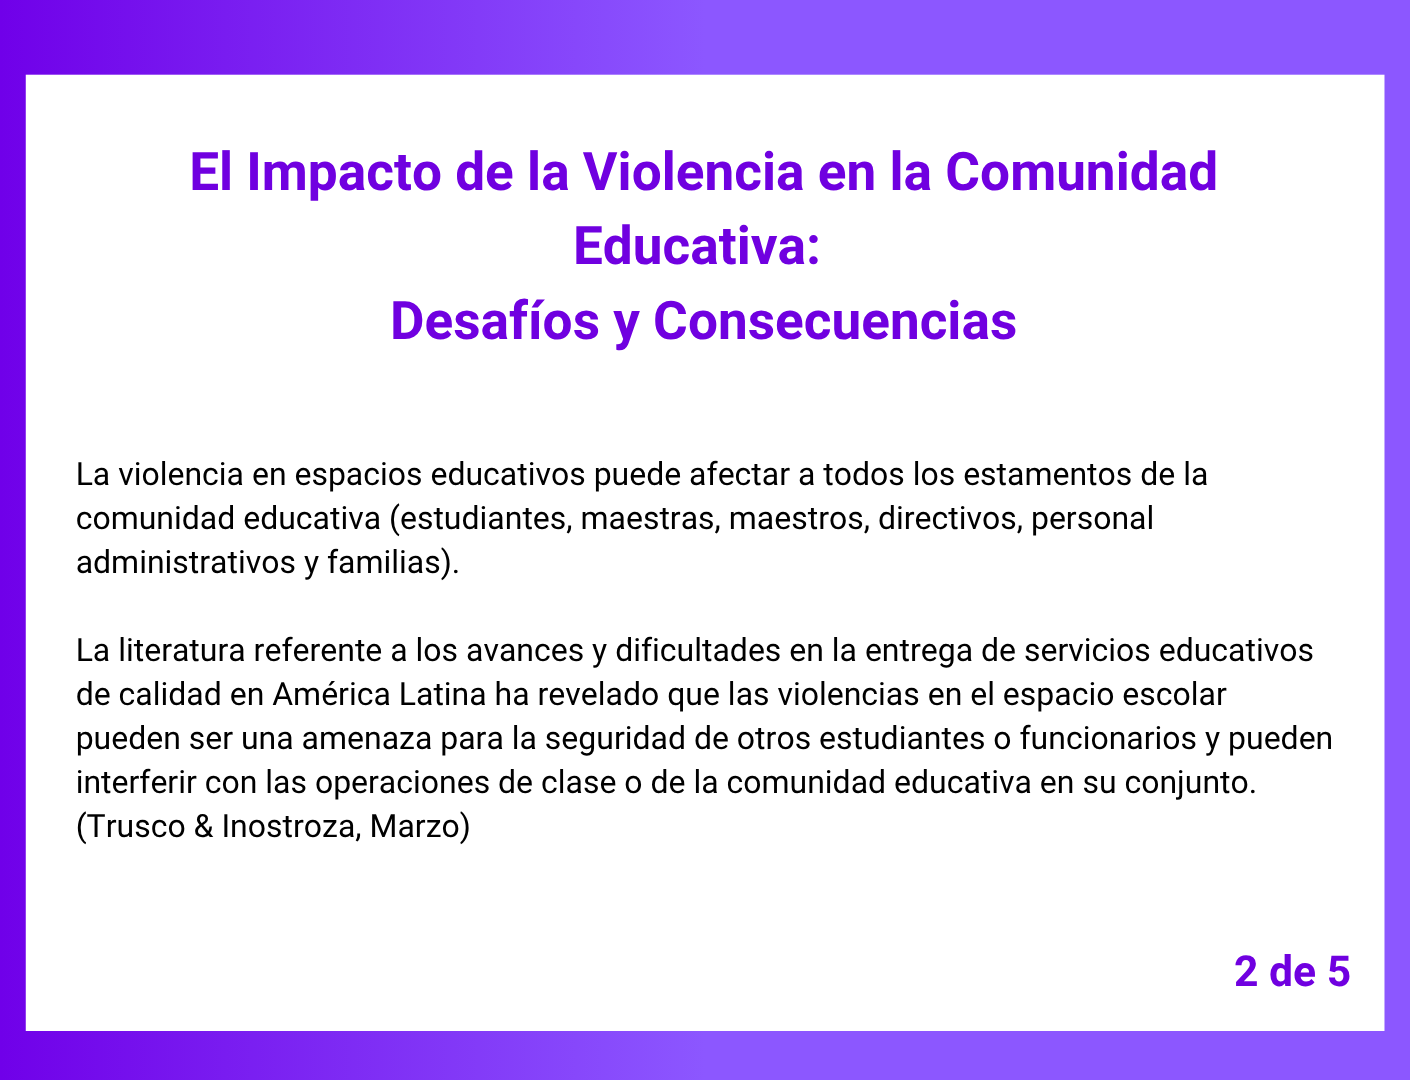 El Impacto de la Violencia en la Comunidad
Educativa:
Desafíos y Consecuencias
La violencia en espacios educativos puede afectar a todos los estamentos de la
comunidad educativa (estudiantes, maestras, maestros, directivos, personal
administrativos y familias).
La literatura referente a los avances y dificultades en la entrega de servicios educativos
de calidad en América Latina ha revelado que las violencias en el espacio escolar
pueden ser una amenaza para la seguridad de otros estudiantes o funcionarios y pueden
interferir con las operaciones de clase o de la comunidad educativa en su conjunto.
(Trusco & Inostroza, Marzo)
2 de 5